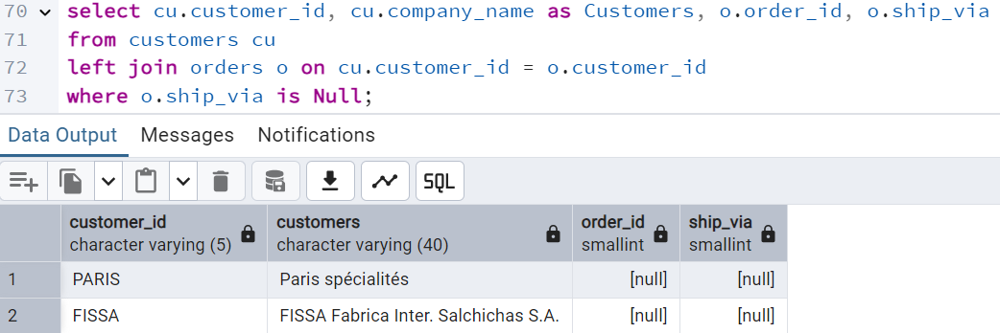 70 select cu.customer_id, cu.company_name as Customers, o.order_id, o.ship_via
71 from customers cu
72 left join orders o on cu.customer_id = o.customer_id
73 where o.ship_via is Null;
Data Output Messages Notifications
SQL
customer_id customers order_id ship_via
character varying (5) character varying (40) smallint smallint
1 PARIS Paris spécialités [null] [null]
2 FISSA FISSA Fabrica Inter. Salchichas S.A. [null] [null]